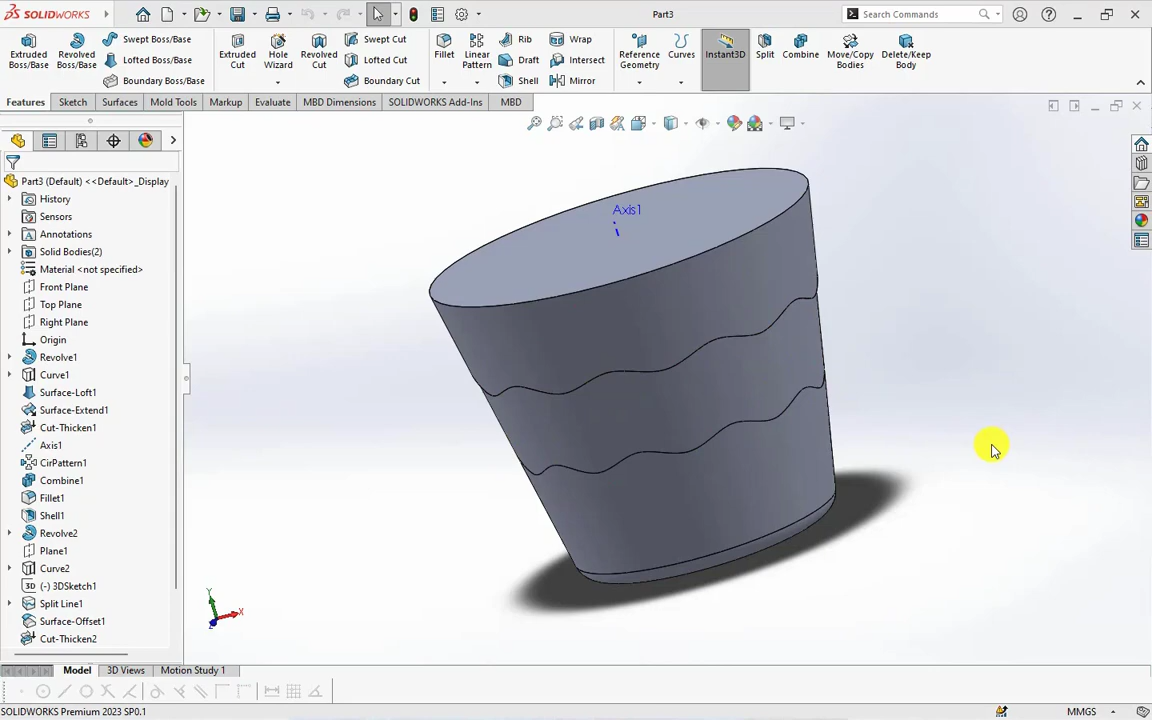 SOLIDWORKS
Part3
Search Commands
Extruded Boss/Base
Revolved Boss/Base
Swept Boss/Base
Lofted Boss/Base
Boundary Boss/Base
Extruded Cut
Hole Wizard
Revolved Cut
Swept Cut
Lofted Cut
Boundary Cut
Fillet
Linear Pattern
Rib
Draft
Shell
Wrap
Intersect
Mirror
Reference Geometry
Curves
Instant3D
Split
Combine
Move/Copy Bodies
Delete/Keep Body
Features
Sketch
Surfaces
Mold Tools
Markup
Evaluate
MBD Dimensions
SOLIDWORKS Add-Ins
MBD
Part3 (Default) <<Default>_Display
History
Sensors
Annotations
Solid Bodies(2)
Material <not specified>
Front Plane
Top Plane
Right Plane
Origin
Revolve1
Curve1
Surface-Loft1
Surface-Extend1
Cut-Thicken1
Axis1
CirPattern1
Combine1
Fillet1
Shell1
Revolve2
Plane1
Curve2
3D (-) 3DSketch1
Split Line1
Surface-Offset1
Cut-Thicken2
Axis1
Y
X
Z
Model
3D Views
Motion Study 1
SOLIDWORKS Premium 2023 SP0.1
MMGS